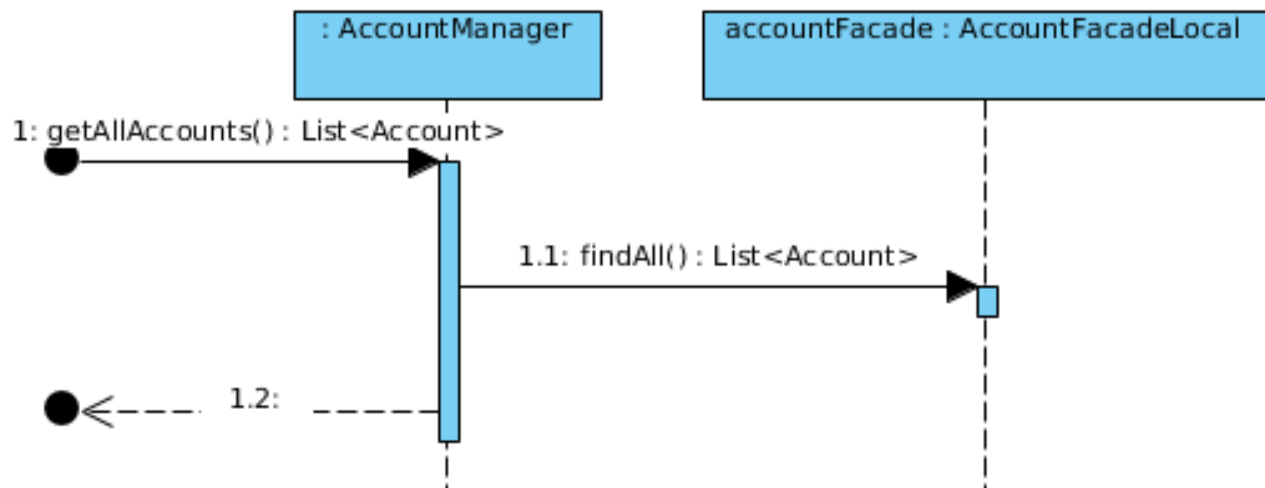 : AccountManager
accountFacade : AccountFacadeLocal
1: getAllAccounts() : List<Account>
1.1: findAll() : List<Account>
1.2: